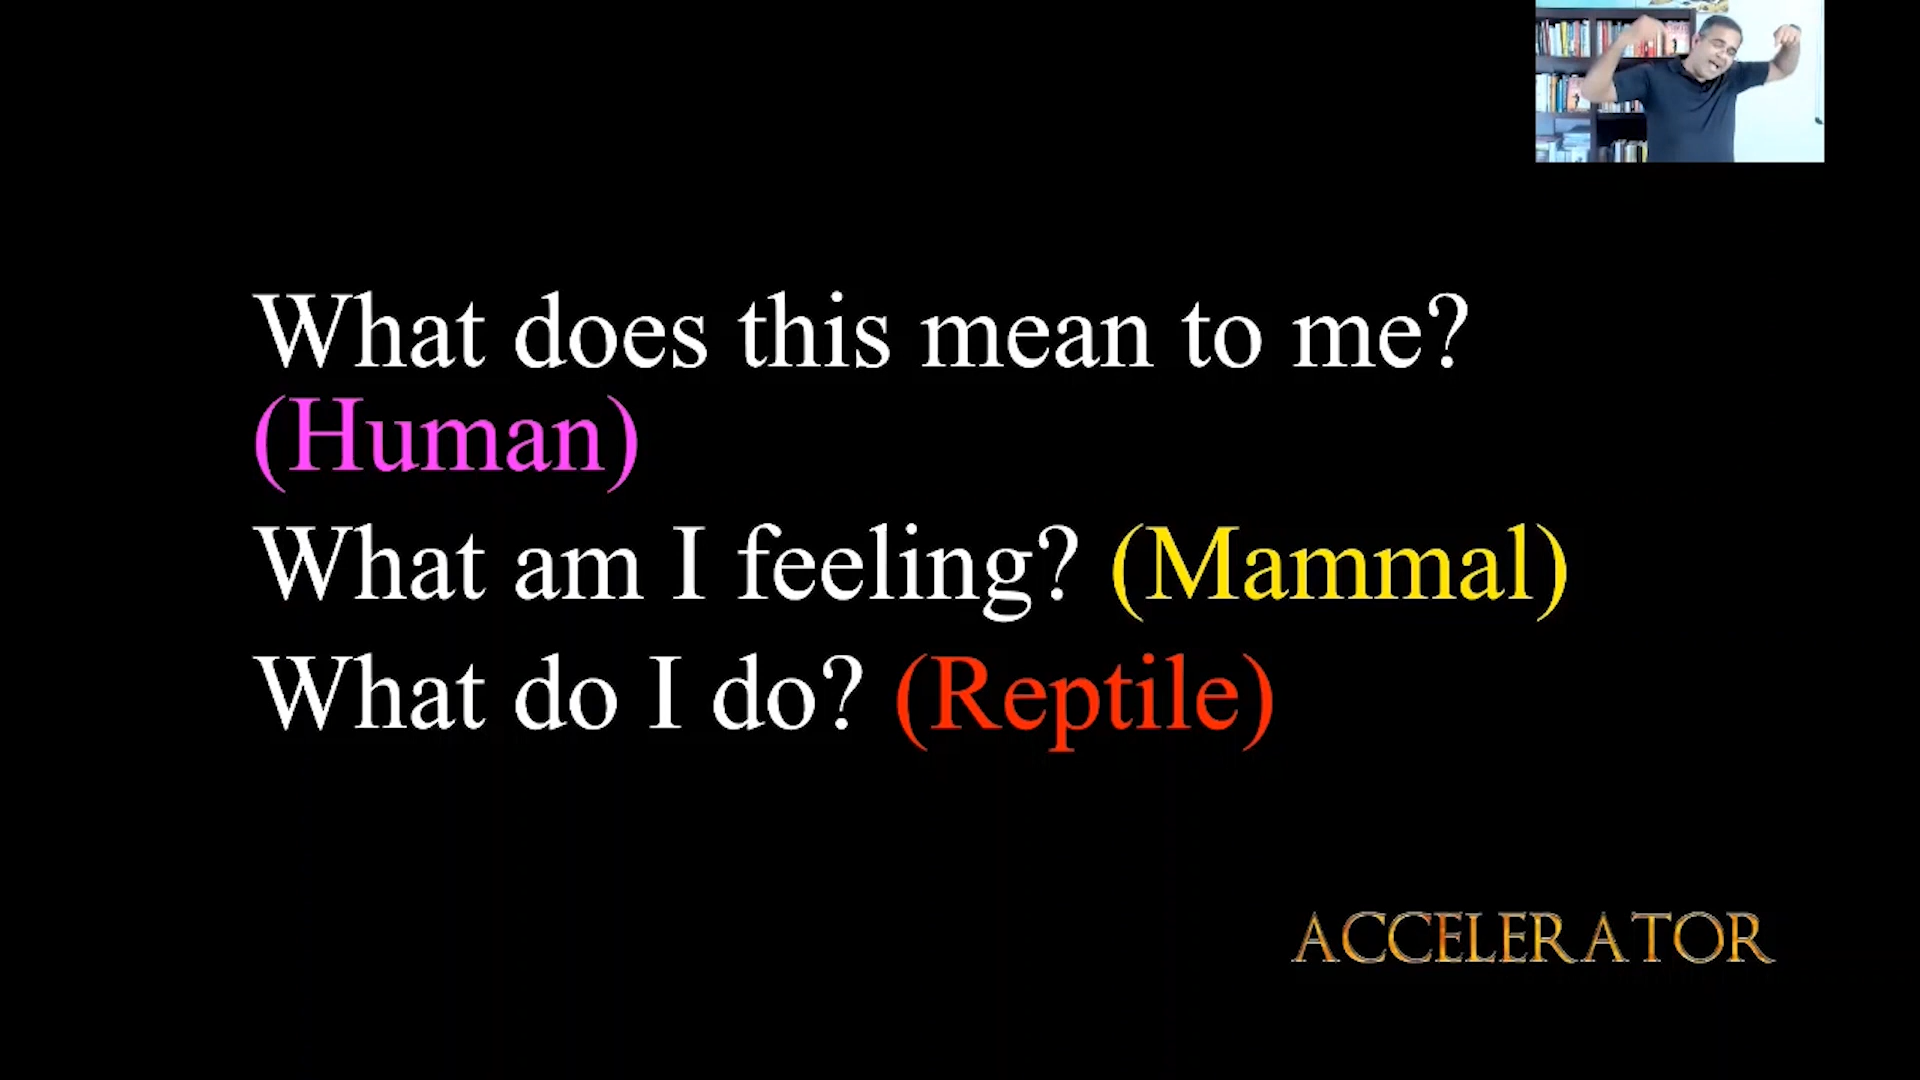 What does this mean to me?
(Human)
What am I feeling? (Mammal)
What do I do? (Reptile)
ACCELERATOR